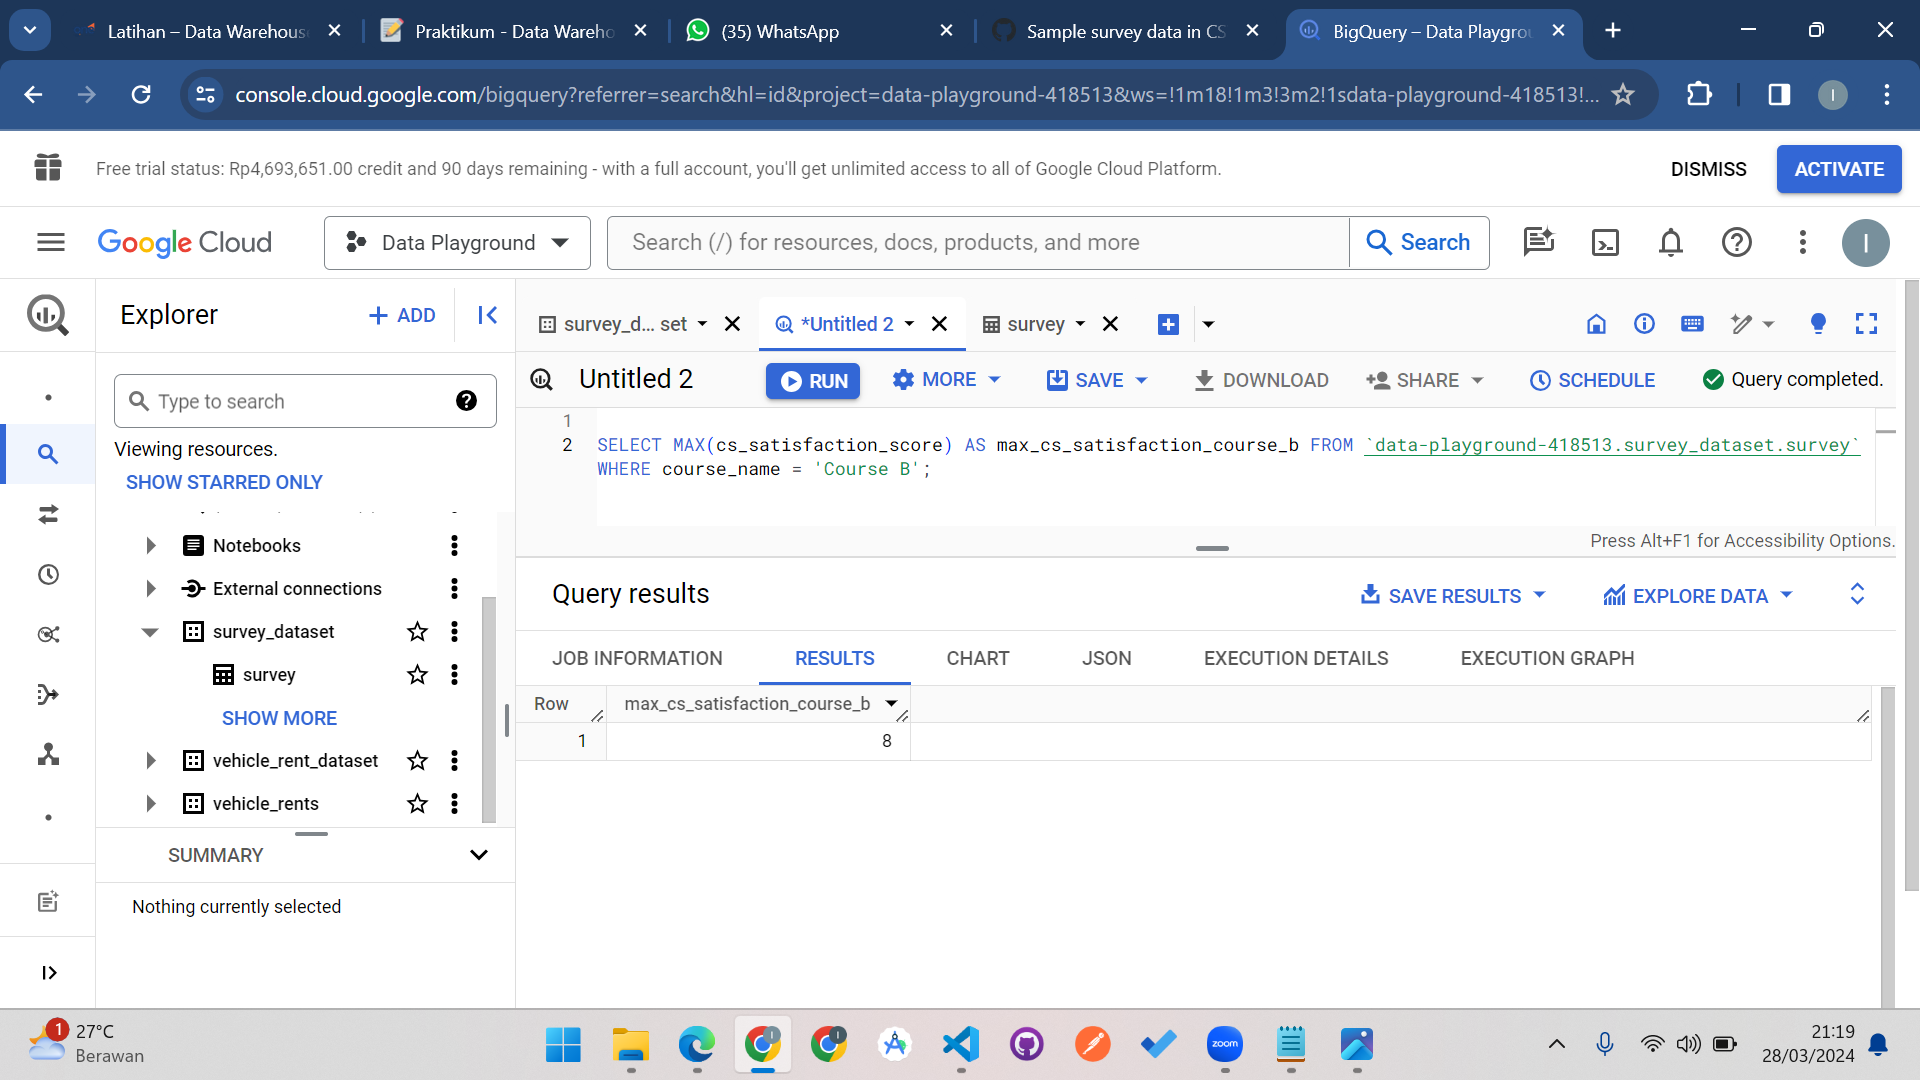 Latihan – Data Warehous
Praktikum - Data Wareho
(35) WhatsApp
Sample survey data in CS
BigQuery – Data Playgrou
console.cloud.google.com/bigquery?referrer=search&hl=id&project=data-playground-418513&ws=!1m18!1m3!3m2!1sdata-playground-418513!...
I
Free trial status: Rp4,693,651.00 credit and 90 days remaining - with a full account, you'll get unlimited access to all of Google Cloud Platform.
DISMISS
ACTIVATE
Google Cloud
Data Playground
Search (/) for resources, docs, products, and more
Search
I
Explorer
+ ADD
survey_d... set
*Untitled 2
survey
Untitled 2
RUN
MORE
SAVE
DOWNLOAD
SHARE
SCHEDULE
Query completed.
Type to search
Viewing resources.
SHOW STARRED ONLY
Notebooks
External connections
survey_dataset
survey
SHOW MORE
vehicle_rent_dataset
vehicle_rents
SUMMARY
Nothing currently selected
1
2 SELECT MAX(cs_satisfaction_score) AS max_cs_satisfaction_course_b FROM `data-playground-418513.survey_dataset.survey`
WHERE course_name = 'Course B';
Press Alt+F1 for Accessibility Options.
Query results
SAVE RESULTS
EXPLORE DATA
JOB INFORMATION
RESULTS
CHART
JSON
EXECUTION DETAILS
EXECUTION GRAPH
Row max_cs_satisfaction_course_b
1 8
1
27°C
Berawan
zoom
21:19
28/03/2024